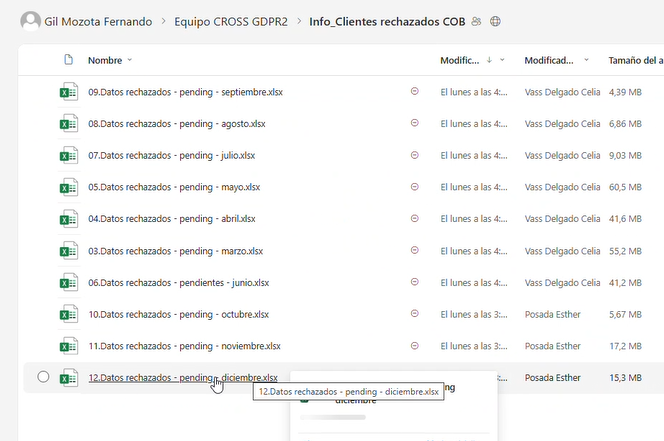 Gil Mozota Fernando > Equipo CROSS GDPR2 > Info_Clientes rechazados COB
Nombre Modific... Modificad... Tamaño del a
09.Datos rechazados - pending - septiembre.xlsx El lunes a las 4:... Vass Delgado Celia 4,39 MB
08.Datos rechazados - pending - agosto.xlsx El lunes a las 4:... Vass Delgado Celia 6,86 MB
07.Datos rechazados - pending - julio.xlsx El lunes a las 4:... Vass Delgado Celia 9,03 MB
05.Datos rechazados - pending - mayo.xlsx El lunes a las 4:... Vass Delgado Celia 60,5 MB
04.Datos rechazados - pending - abril.xlsx El lunes a las 4:... Vass Delgado Celia 41,6 MB
03.Datos rechazados - pending - marzo.xlsx El lunes a las 4:... Vass Delgado Celia 55,2 MB
06.Datos rechazados - pendientes - junio.xlsx El lunes a las 4:... Vass Delgado Celia 41,2 MB
10.Datos rechazados - pending - octubre.xlsx El lunes a las 3:... Posada Esther 5,67 MB
11.Datos rechazados - pending - noviembre.xlsx El lunes a las 3:... Posada Esther 17,2 MB
12.Datos rechazados - pending - diciembre.xlsx Posada Esther 15,3 MB
12.Datos rechazados - pending - diciembre.xlsx
diciembre